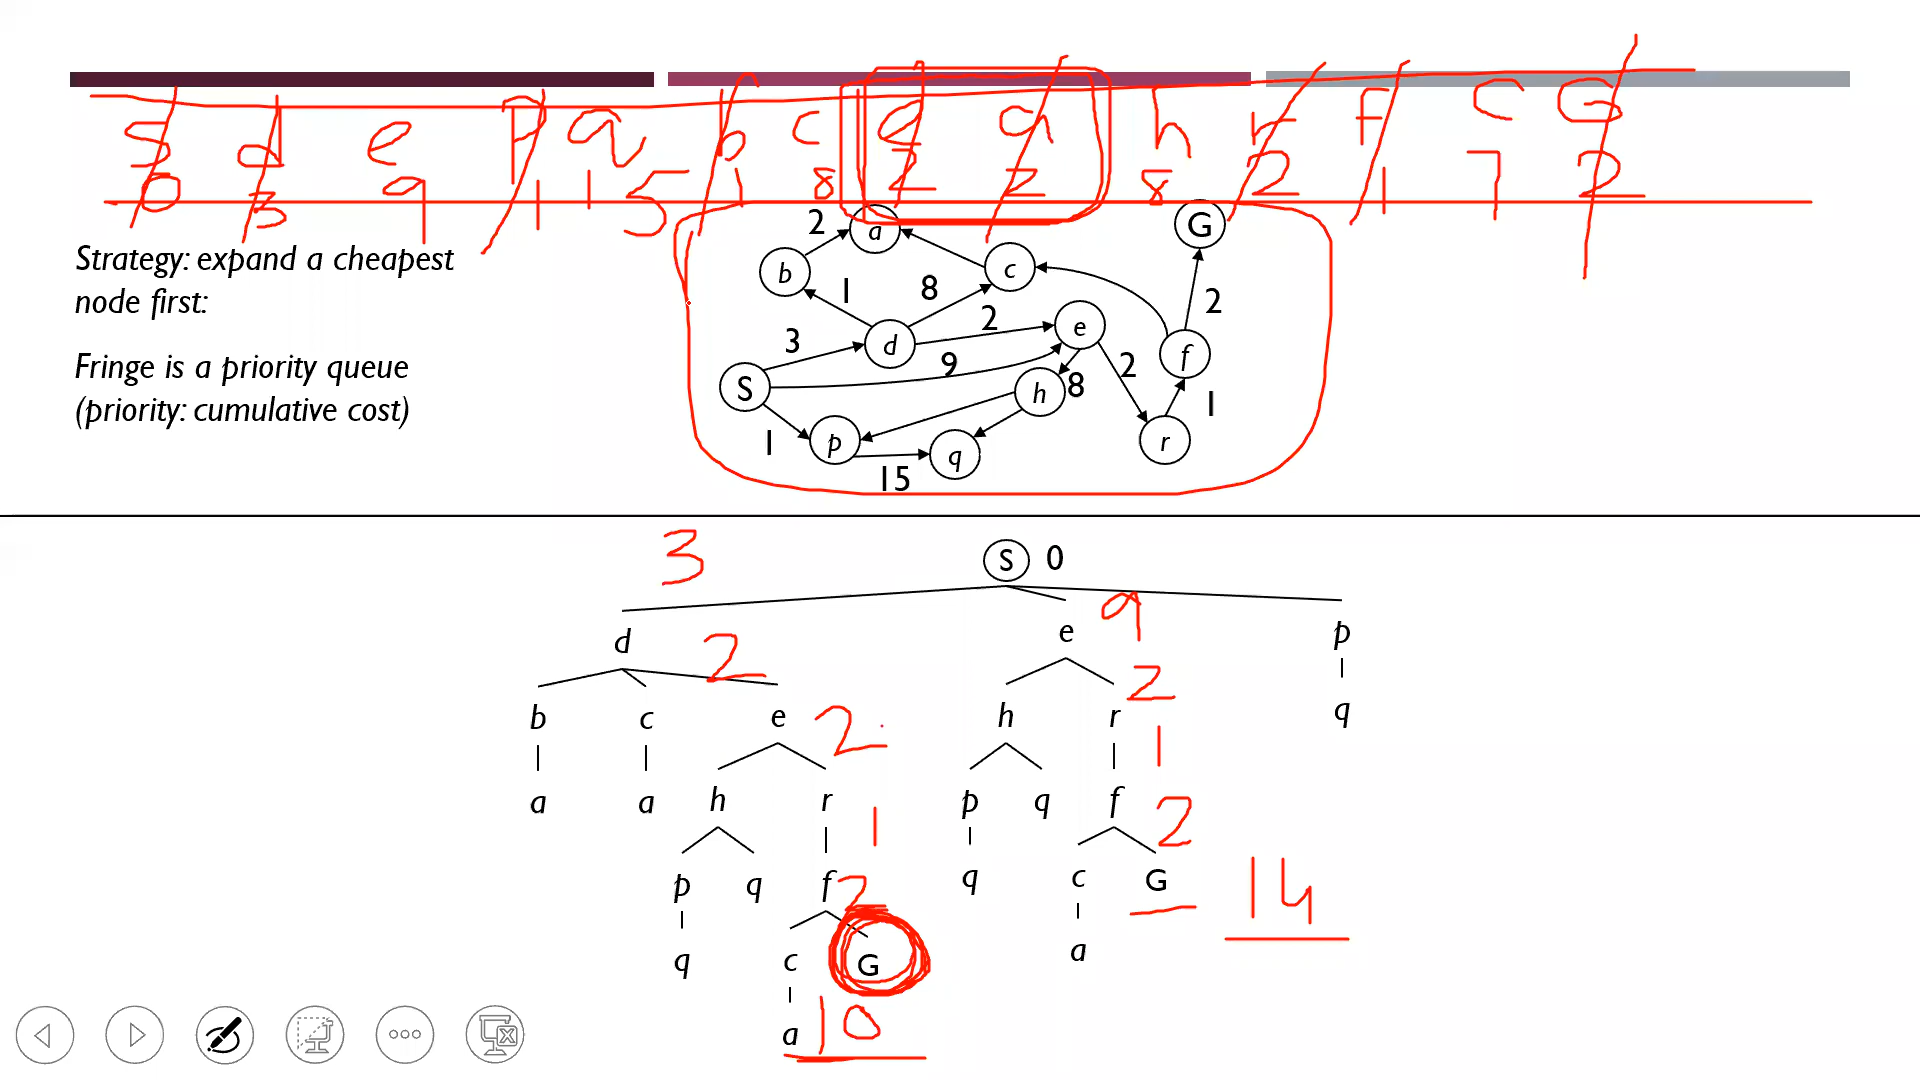 S d e p q b c e a h r f c G
0 3 9 1 15 1 8 2 2 8 2 1 7 2
Strategy: expand a cheapest
node first:
Fringe is a priority queue
(priority: cumulative cost)
2 a G
b c
1 8 2
3 d 2 e f
S 9 h 8 2 1
1 p q r
15
3 S 0
d 2 e 9 p
b c e 2 h r 2 q
a a h r 1 p q f 1
p q f 2 q c G 2 14
q c G a
a 10